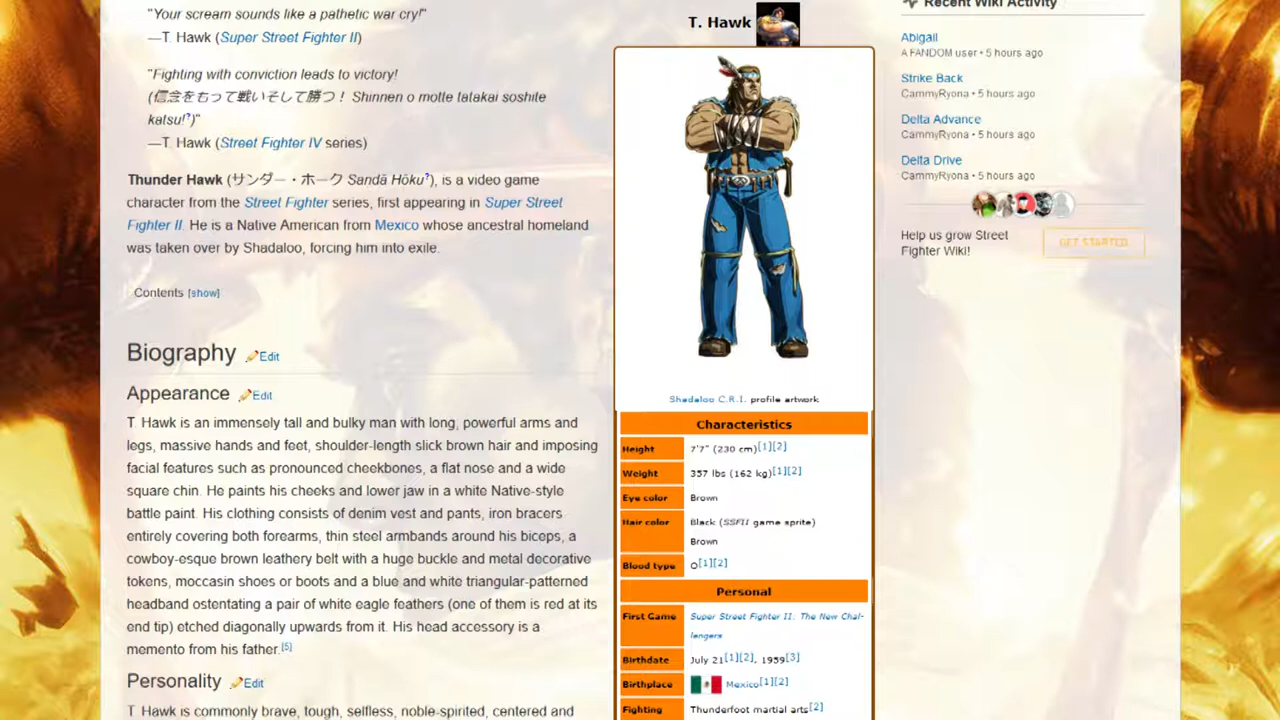 "Your scream sounds like a pathetic war cry!"
—T. Hawk (Super Street Fighter II)
"Fighting with conviction leads to victory!
(信念をもって戦いそして勝つ！ Shinnen o motte tatakai soshite
katsu!?)"
—T. Hawk (Street Fighter IV series)
Thunder Hawk (サンダー・ホーク Sandā Hōku?), is a video game
character from the Street Fighter series, first appearing in Super Street
Fighter II. He is a Native American from Mexico whose ancestral homeland
was taken over by Shadaloo, forcing him into exile.
Contents [show]
Biography Edit
Appearance Edit
T. Hawk is an immensely tall and bulky man with long, powerful arms and
legs, massive hands and feet, shoulder-length slick brown hair and imposing
facial features such as pronounced cheekbones, a flat nose and a wide
square chin. He paints his cheeks and lower jaw in a white Native-style
battle paint. His clothing consists of denim vest and pants, iron bracers
entirely covering both forearms, thin steel armbands around his biceps, a
cowboy-esque brown leathery belt with a huge buckle and metal decorative
tokens, moccasin shoes or boots and a blue and white triangular-patterned
headband ostentating a pair of white eagle feathers (one of them is red at its
end tip) etched diagonally upwards from it. His head accessory is a
memento from his father.[5]
Personality Edit
T. Hawk is commonly brave, tough, selfless, noble-spirited, centered and
T. Hawk
Shadaloo C.R.I. profile artwork
Characteristics
Height 7'7" (230 cm)[1][2]
Weight 357 lbs (162 kg)[1][2]
Eye color Brown
Hair color Black (SSFII game sprite)
Brown
Blood type O[1][2]
Personal
First Game Super Street Fighter II: The New Chal-
lengers
Birthdate July 21[1][2], 1959[3]
Birthplace Mexico[1][2]
Fighting Thunderfoot martial arts[2]
Recent Wiki Activity
Abigail
A FANDOM user • 5 hours ago
Strike Back
CammyRyona • 5 hours ago
Delta Advance
CammyRyona • 5 hours ago
Delta Drive
CammyRyona • 5 hours ago
Help us grow Street
Fighter Wiki!
GET STARTED